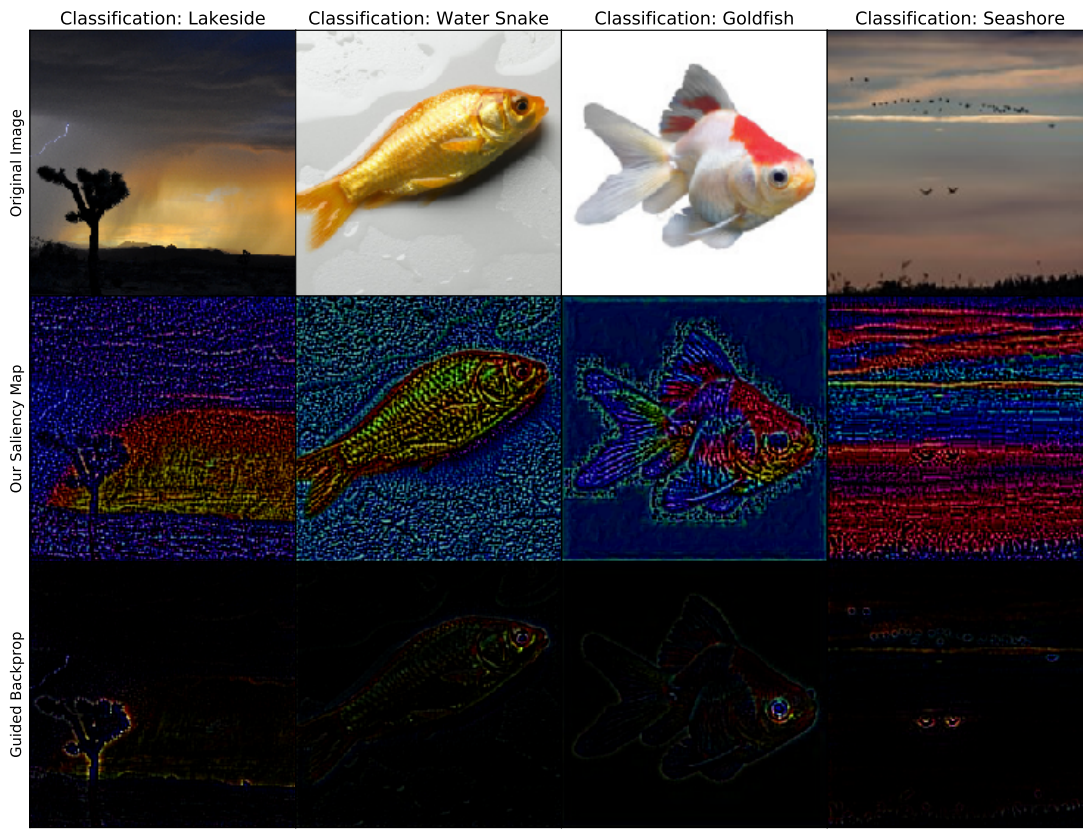 Classification: Lakeside
Classification: Water Snake
Classification: Goldfish
Classification: Seashore
Original Image
Our Saliency Map
Guided Backprop